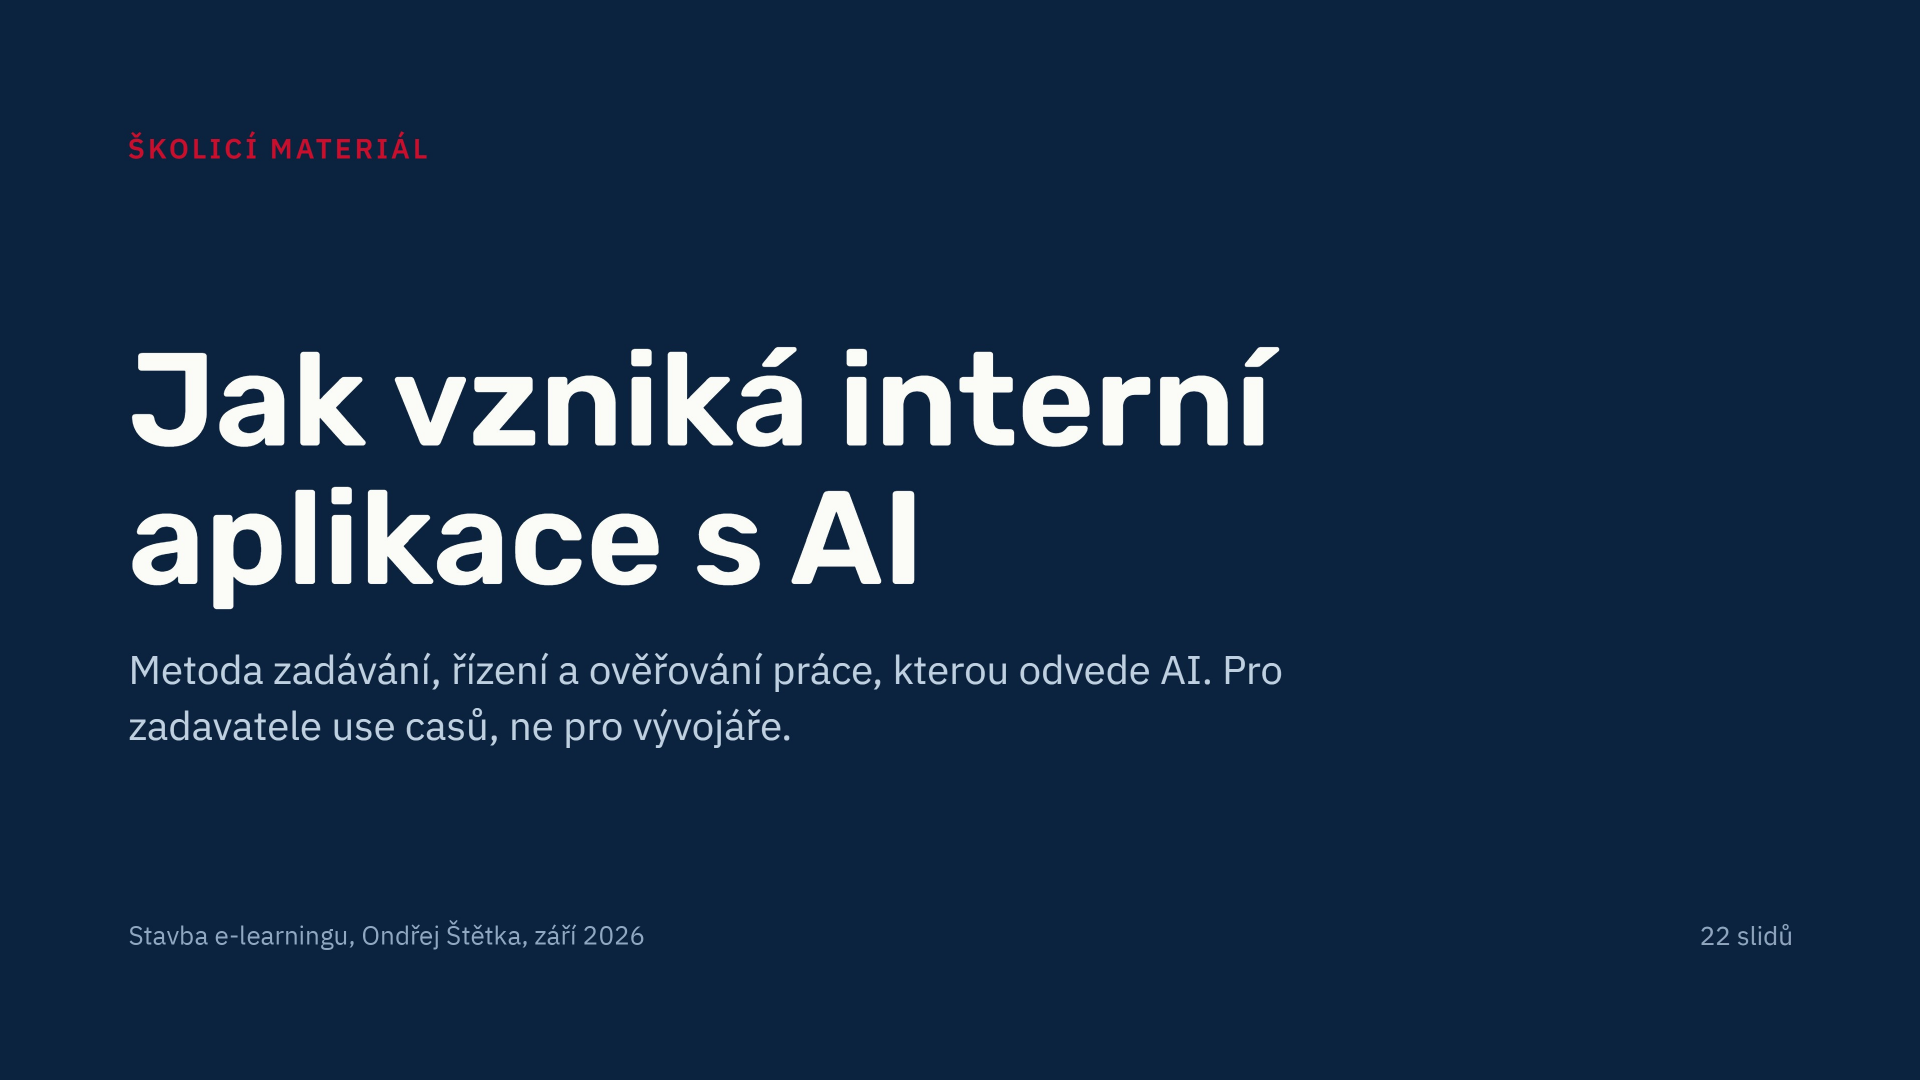 ŠKOLICÍ MATERIÁL
Jak vzniká interní
aplikace s AI
Metoda zadávání, řízení a ověřování práce, kterou odvede AI. Pro
zadavatele use casů, ne pro vývojáře.
Stavba e-learningu, Ondřej Štětka, září 2026
22 slidů